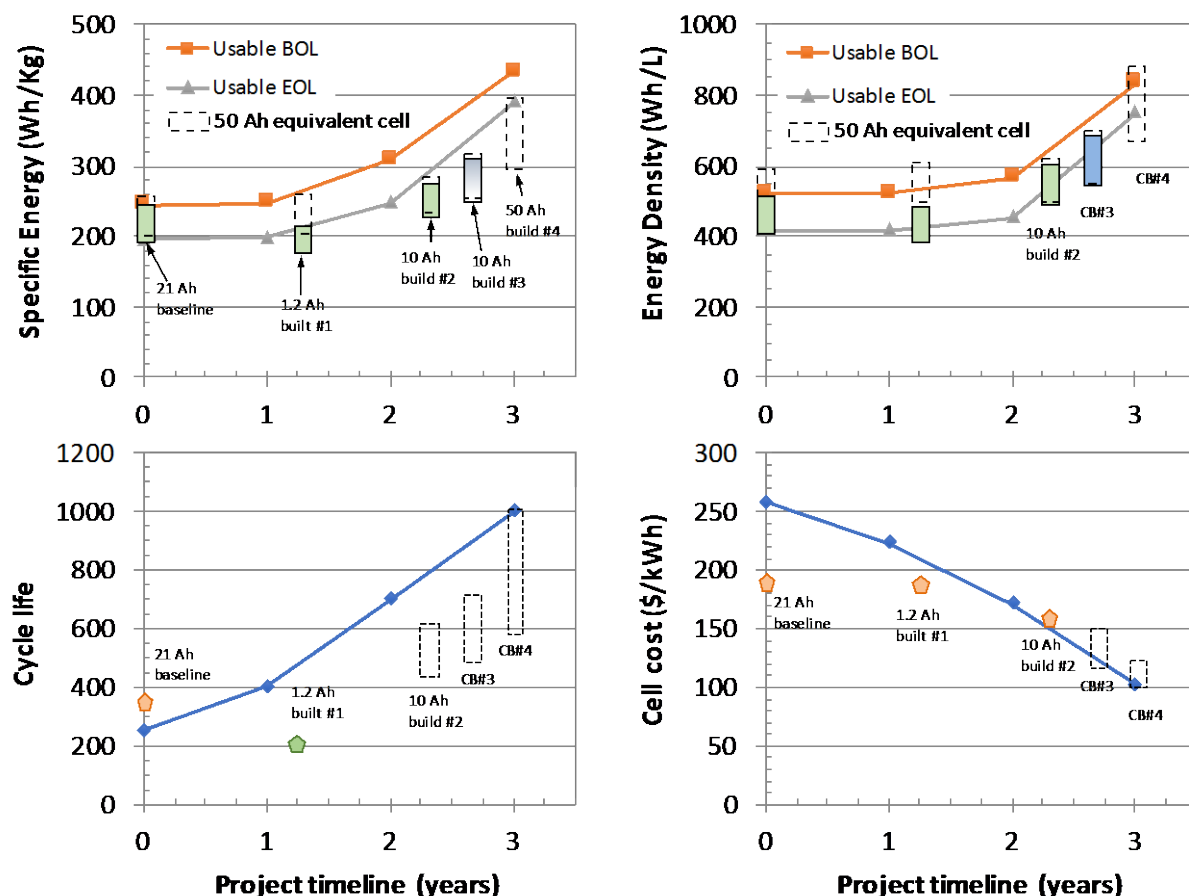 Specific Energy (Wh/Kg)
500
400
300
200
100
0
Usable BOL
Usable EOL
50 Ah equivalent cell
21 Ah
baseline
1.2 Ah
built #1
10 Ah
build #2
10 Ah
build #3
50 Ah
build #4
0 1 2 3
Energy Density (Wh/L)
1000
800
600
400
200
0
Usable BOL
Usable EOL
50 Ah equivalent cell
10 Ah
build #2
CB#3
CB#4
0 1 2 3
Cycle life
1200
1000
800
600
400
200
0
21 Ah
baseline
1.2 Ah
built #1
10 Ah
build #2
CB#3
CB#4
0 1 2 3
Project timeline (years)
Cell cost ($/kWh)
300
250
200
150
100
50
0
21 Ah
baseline
1.2 Ah
built #1
10 Ah
build #2
CB#3
CB#4
0 1 2 3
Project timeline (years)